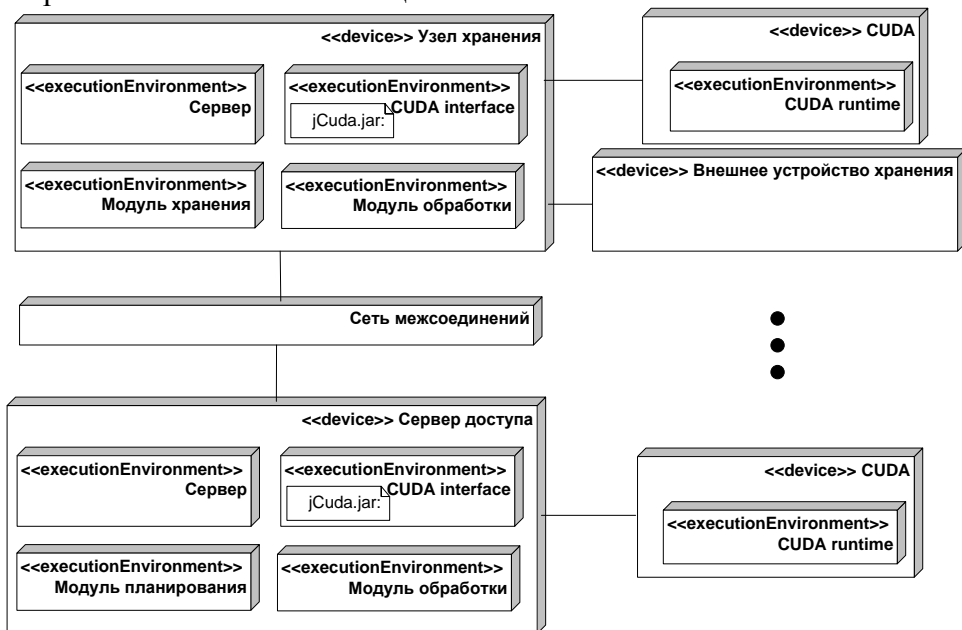 <<device>> Узел хранения
<<executionEnvironment>>
Сервер
<<executionEnvironment>>
CUDA interface
jCuda.jar:
<<executionEnvironment>>
Модуль хранения
<<executionEnvironment>>
Модуль обработки
<<device>> CUDA
<<executionEnvironment>>
CUDA runtime
<<device>> Внешнее устройство хранения
Сеть межсоединений
<<device>> Сервер доступа
<<executionEnvironment>>
Сервер
<<executionEnvironment>>
CUDA interface
jCuda.jar:
<<executionEnvironment>>
Модуль планирования
<<executionEnvironment>>
Модуль обработки
<<device>> CUDA
<<executionEnvironment>>
CUDA runtime